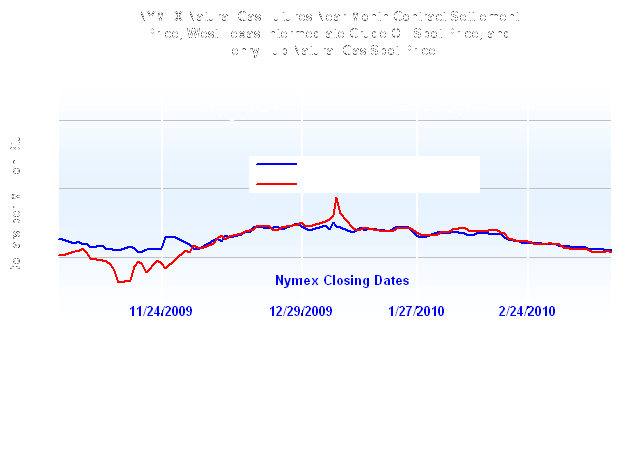 NYMEX Natural Gas Futures Near-Month Contract Settlement
Price, West Texas Intermediate Crude Oil Spot Price, and
Henry Hub Natural Gas Spot Price
Nymex Closing Dates
11/24/2009 12/29/2009 1/27/2010 2/24/2010